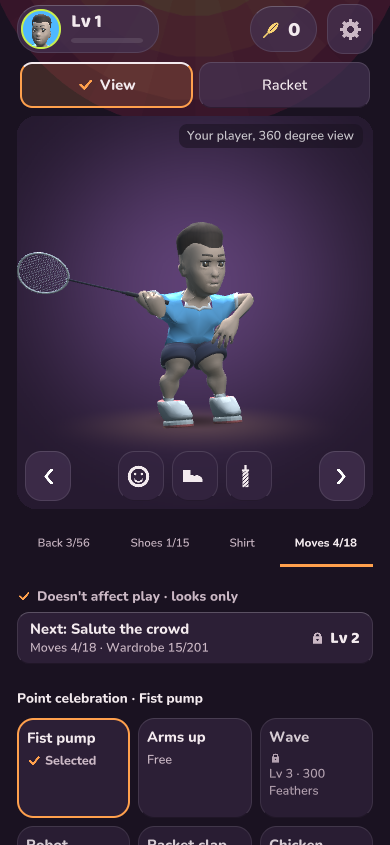 Lv 1
0
View
Racket
Your player, 360 degree view
Back 3/56
Shoes 1/15
Shirt
Moves 4/18
Doesn't affect play · looks only
Next: Salute the crowd
Moves 4/18 · Wardrobe 15/201
Lv 2
Point celebration · Fist pump
Fist pump
Selected
Arms up
Free
Wave
Lv 3 · 300
Feathers
Robot
Racket clap
Chicken